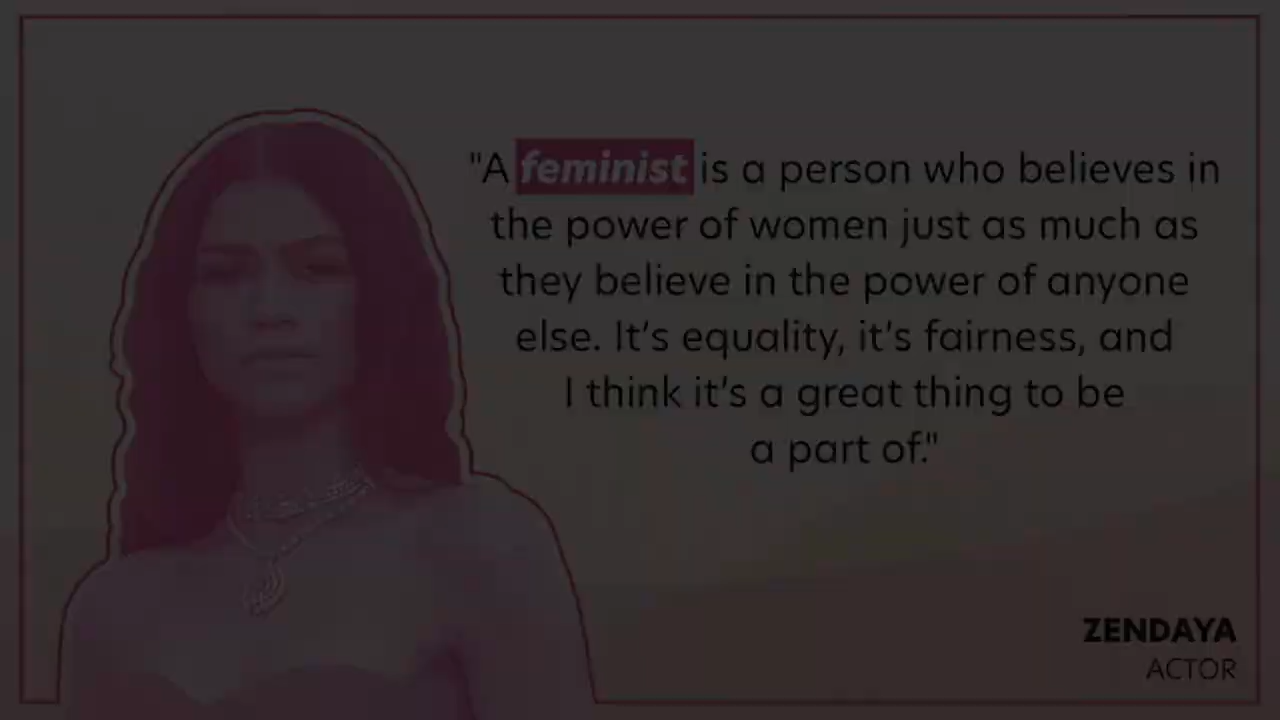 "A feminist is a person who believes in
the power of women just as much as
they believe in the power of anyone
else. It's equality, it's fairness, and
I think it's a great thing to be
a part of."
ZENDAYA
ACTOR